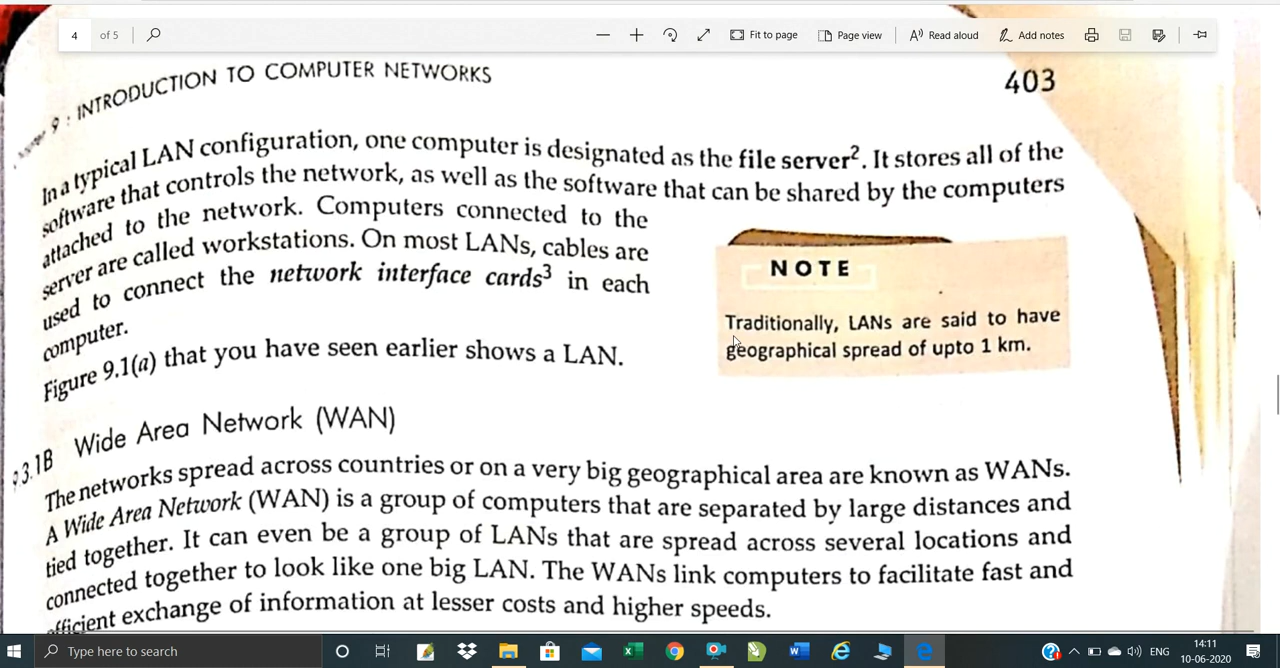 4 of 5
Fit to page
Page view
Read aloud
Add notes
9 : INTRODUCTION TO COMPUTER NETWORKS
403
In a typical LAN configuration, one computer is designated as the file server². It stores all of the
software that controls the network, as well as the software that can be shared by the computers
attached to the network. Computers connected to the
server are called workstations. On most LANs, cables are
used to connect the network interface cards³ in each
computer.
Figure 9.1(a) that you have seen earlier shows a LAN.
NOTE
Traditionally, LANs are said to have
geographical spread of upto 1 km.
9.3.1B Wide Area Network (WAN)
The networks spread across countries or on a very big geographical area are known as WANs.
A Wide Area Network (WAN) is a group of computers that are separated by large distances and
tied together. It can even be a group of LANs that are spread across several locations and
connected together to look like one big LAN. The WANs link computers to facilitate fast and
efficient exchange of information at lesser costs and higher speeds.
Type here to search
ENG
14:11
10-06-2020